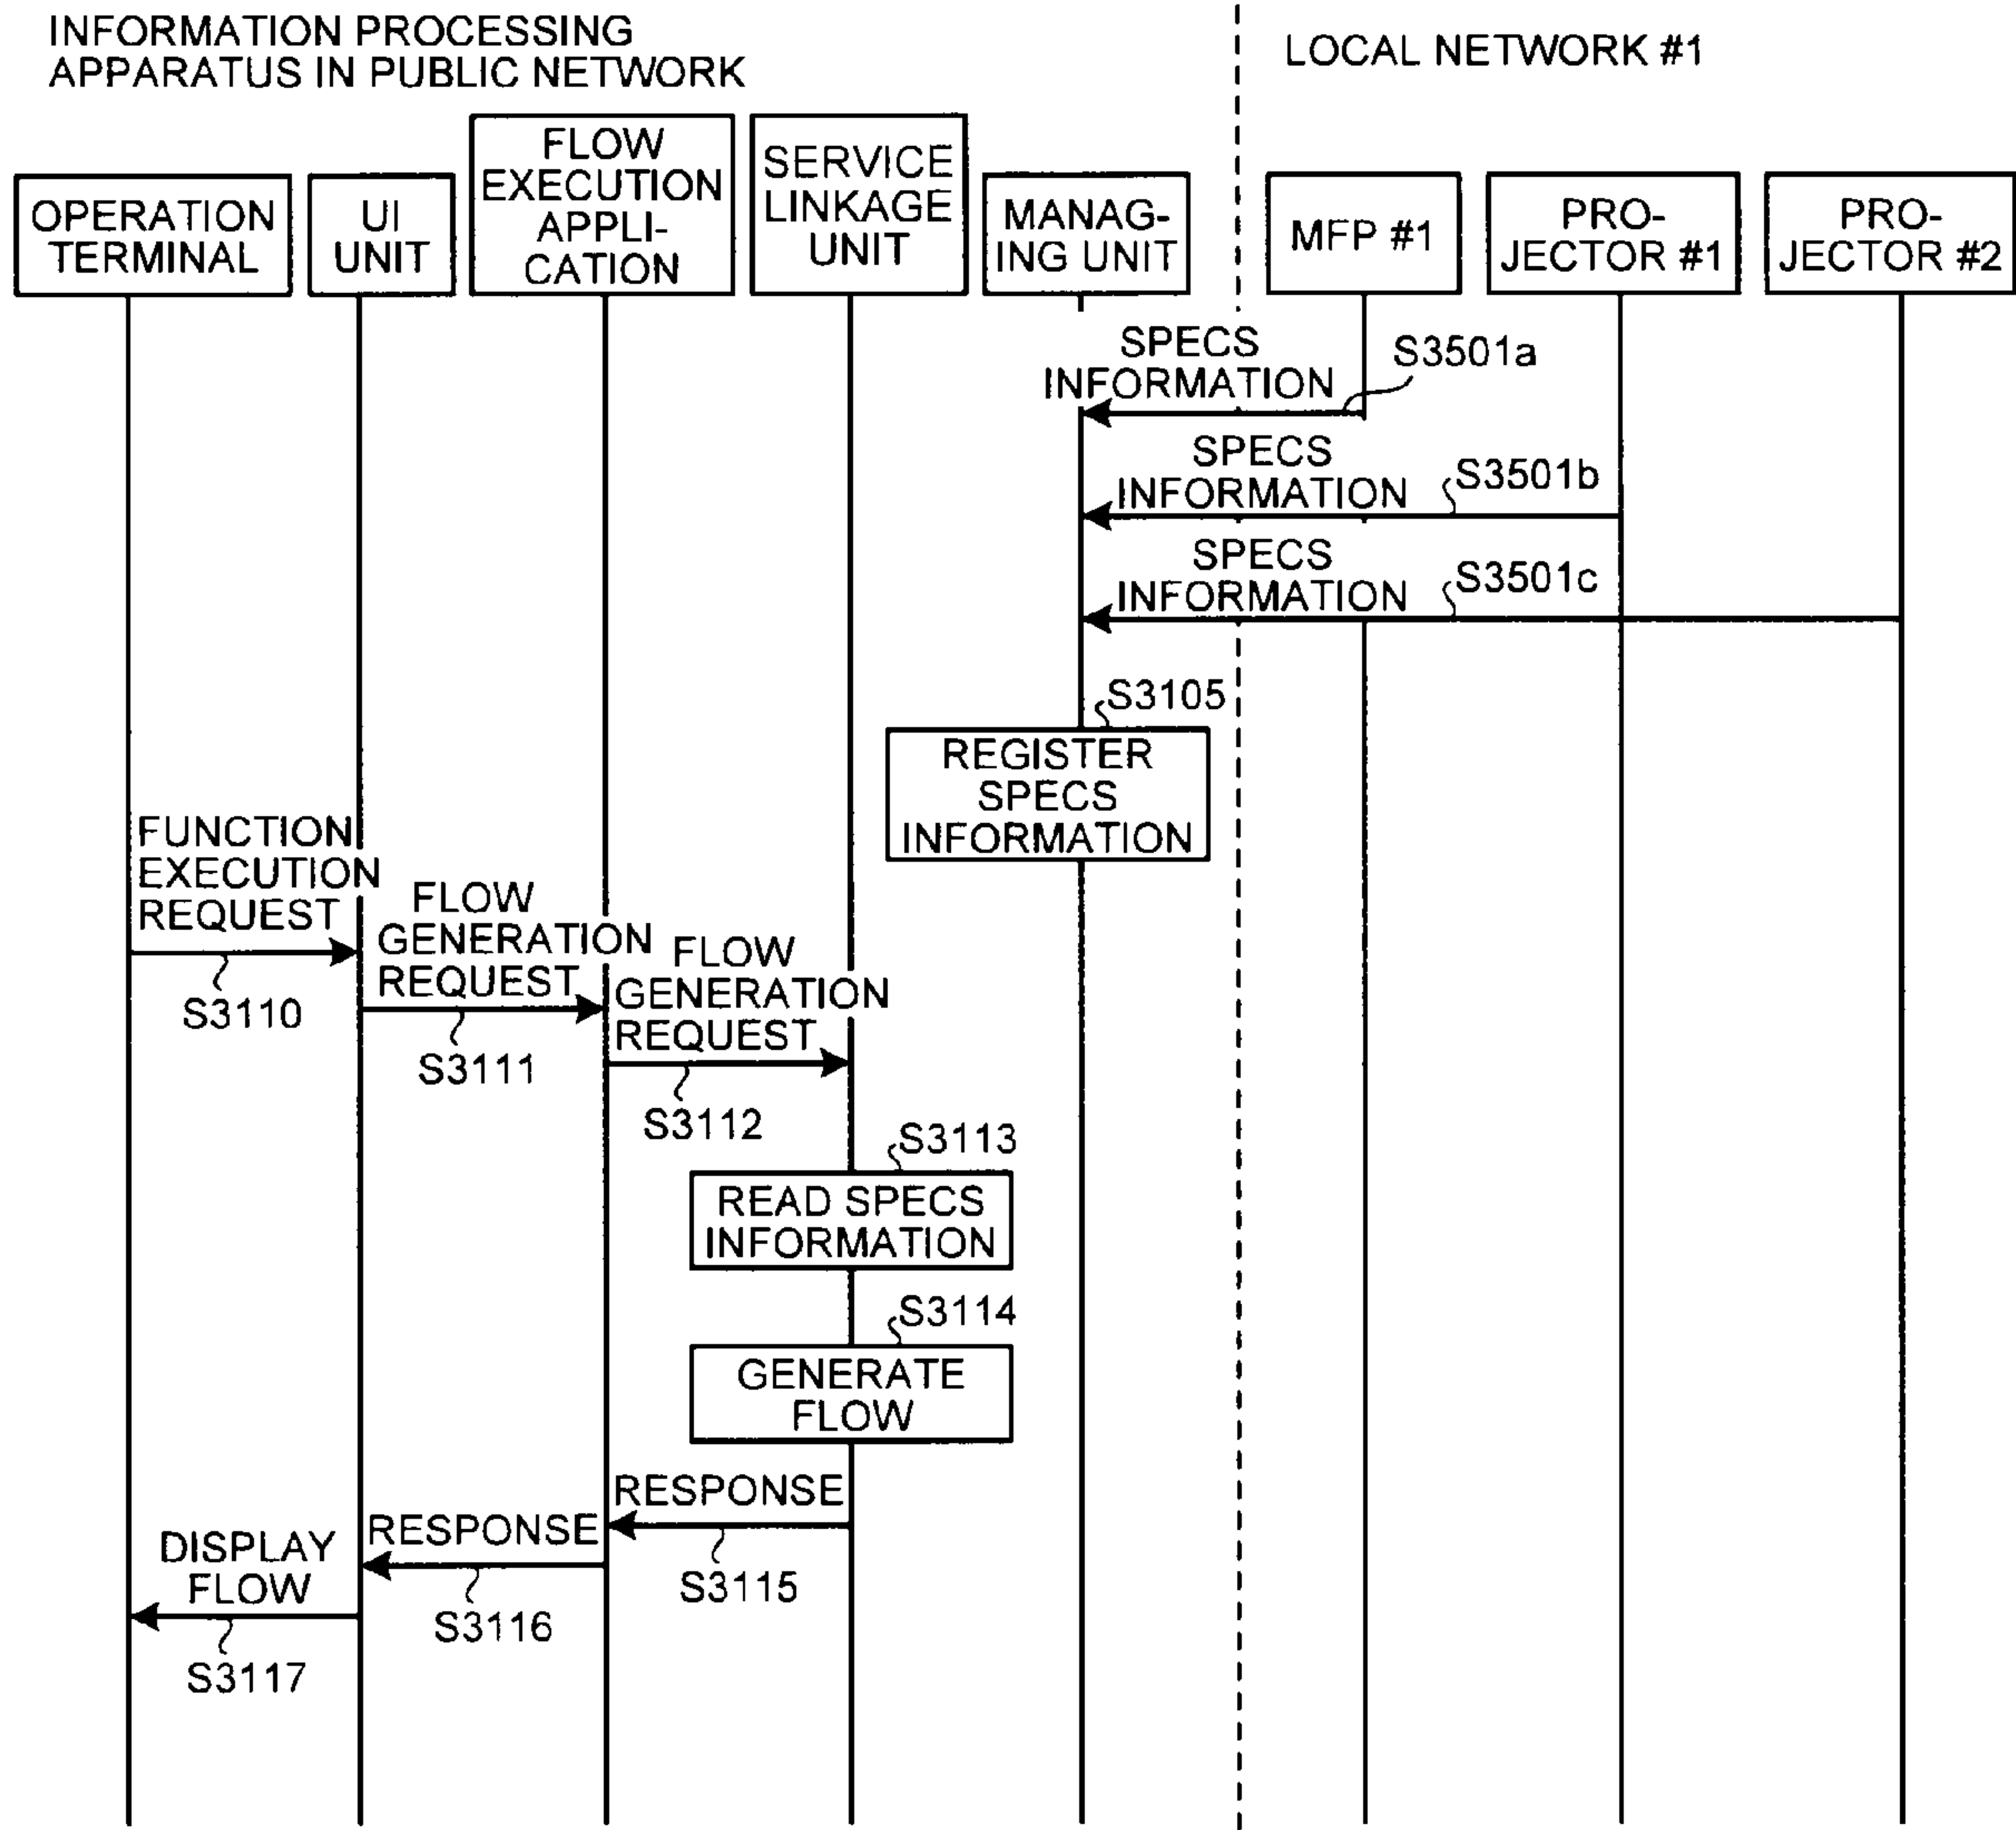 INFORMATION PROCESSING
APPARATUS IN PUBLIC NETWORK
LOCAL NETWORK #1
OPERATION
TERMINAL
UI
UNIT
FLOW
EXECUTION
APPLI-
CATION
SERVICE
LINKAGE
UNIT
MANAG-
ING UNIT
MFP #1
PRO-
JECTOR #1
PRO-
JECTOR #2
SPECS
INFORMATION
S3501a
SPECS
INFORMATION
S3501b
SPECS
INFORMATION
S3501c
S3105
REGISTER
SPECS
INFORMATION
FUNCTION
EXECUTION
REQUEST
S3110
FLOW
GENERATION
REQUEST
S3111
FLOW
GENERATION
REQUEST
S3112
S3113
READ SPECS
INFORMATION
S3114
GENERATE
FLOW
RESPONSE
S3115
RESPONSE
S3116
DISPLAY
FLOW
S3117